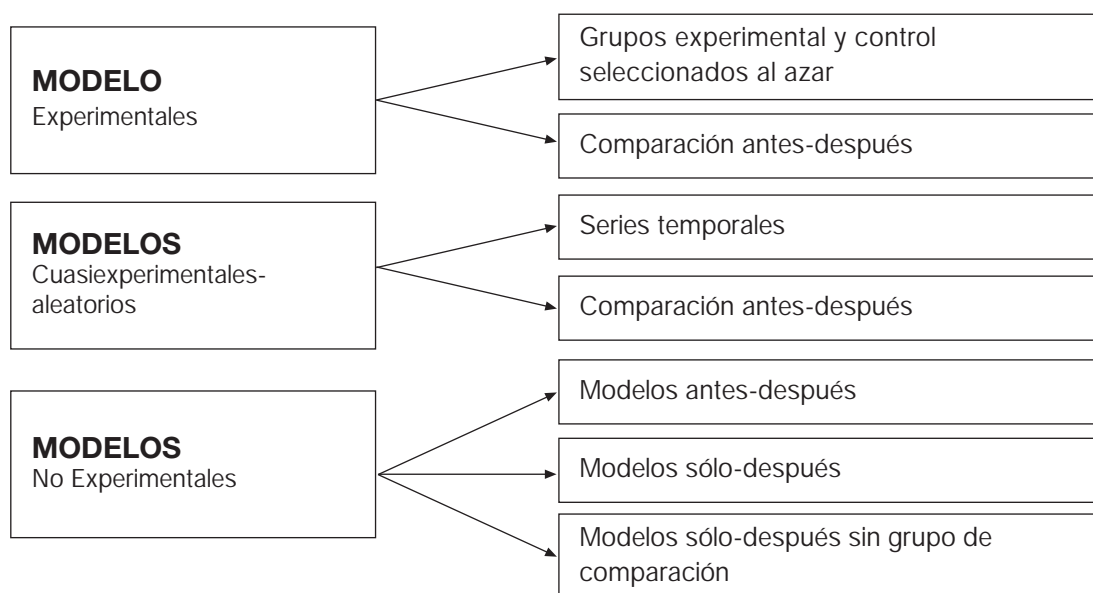 MODELO
Experimentales
Grupos experimental y control
seleccionados al azar
Comparación antes-después
MODELOS
Cuasiexperimentales-
aleatorios
Series temporales
Comparación antes-después
MODELOS
No Experimentales
Modelos antes-después
Modelos sólo-después
Modelos sólo-después sin grupo de
comparación